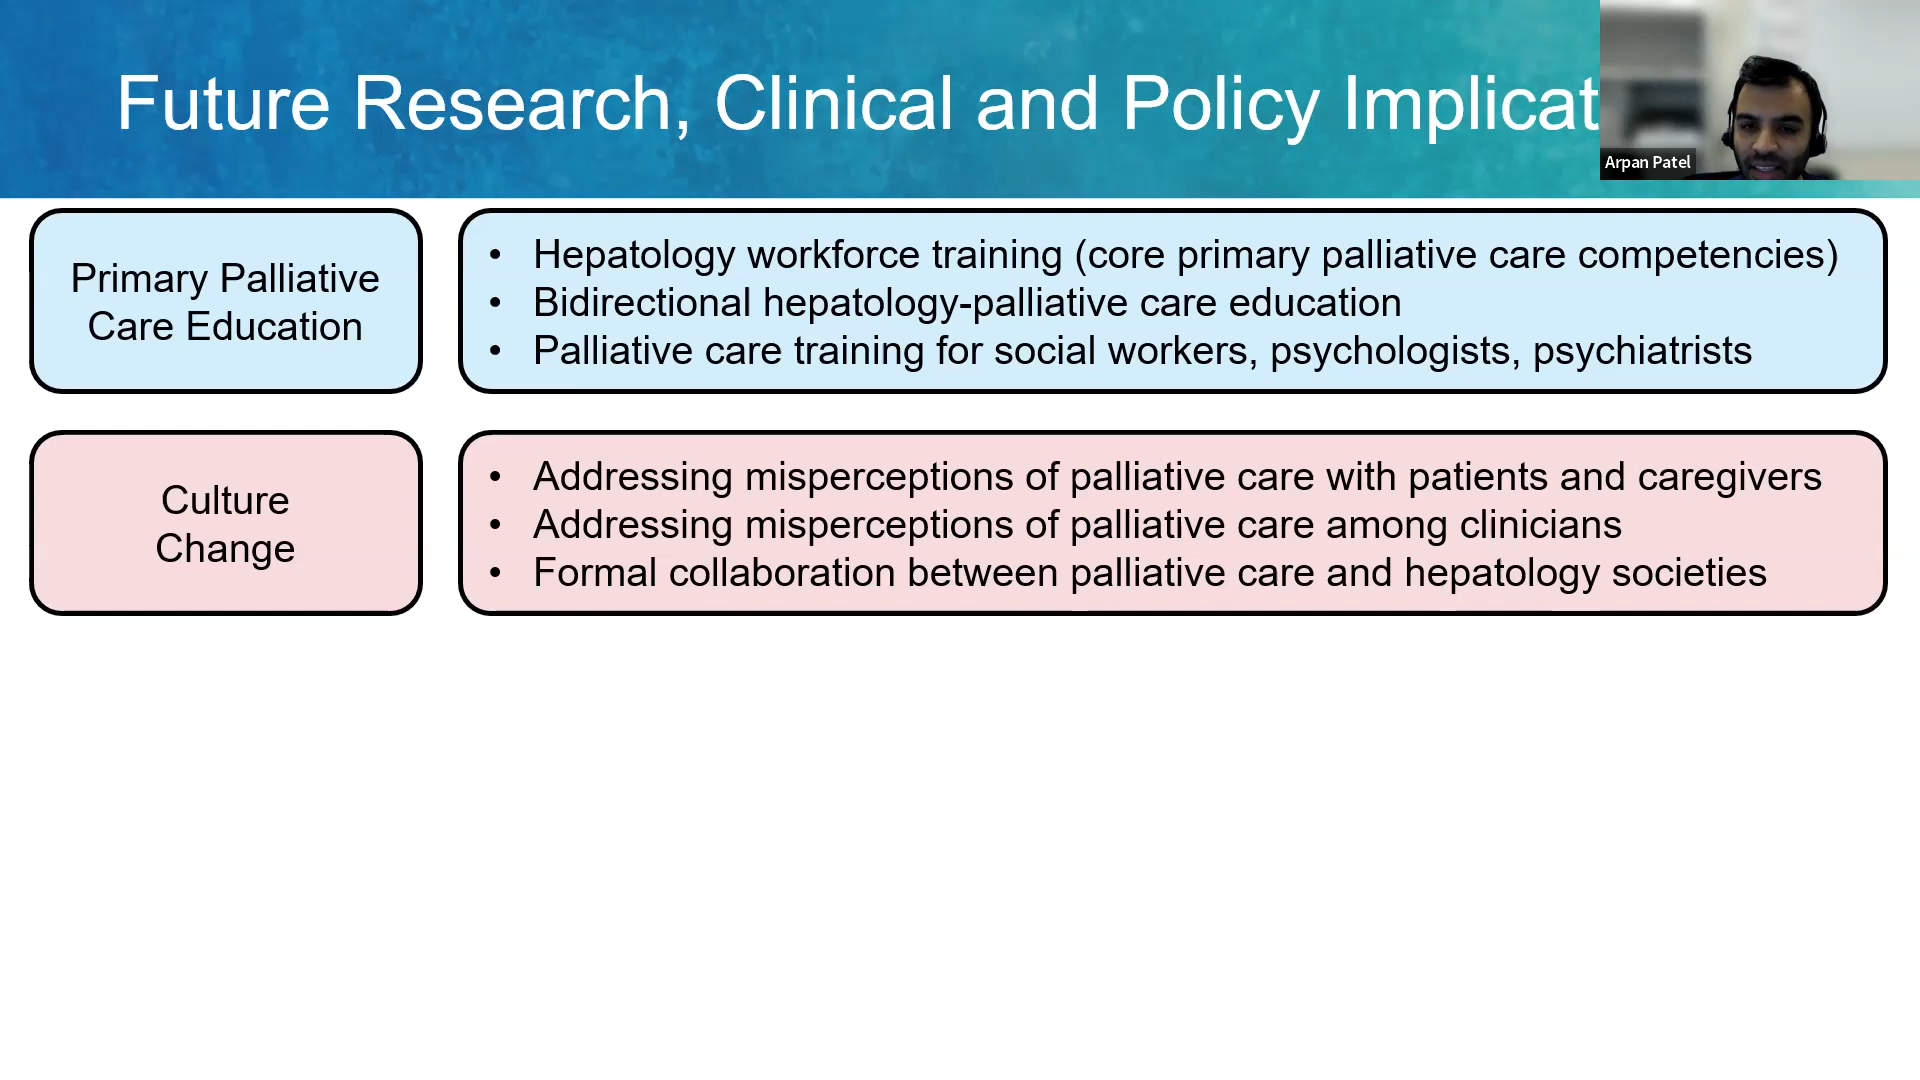 Future Research, Clinical and Policy Implicat
Arpan Patel
Primary Palliative
Care Education
• Hepatology workforce training (core primary palliative care competencies)
• Bidirectional hepatology-palliative care education
• Palliative care training for social workers, psychologists, psychiatrists
Culture
Change
• Addressing misperceptions of palliative care with patients and caregivers
• Addressing misperceptions of palliative care among clinicians
• Formal collaboration between palliative care and hepatology societies